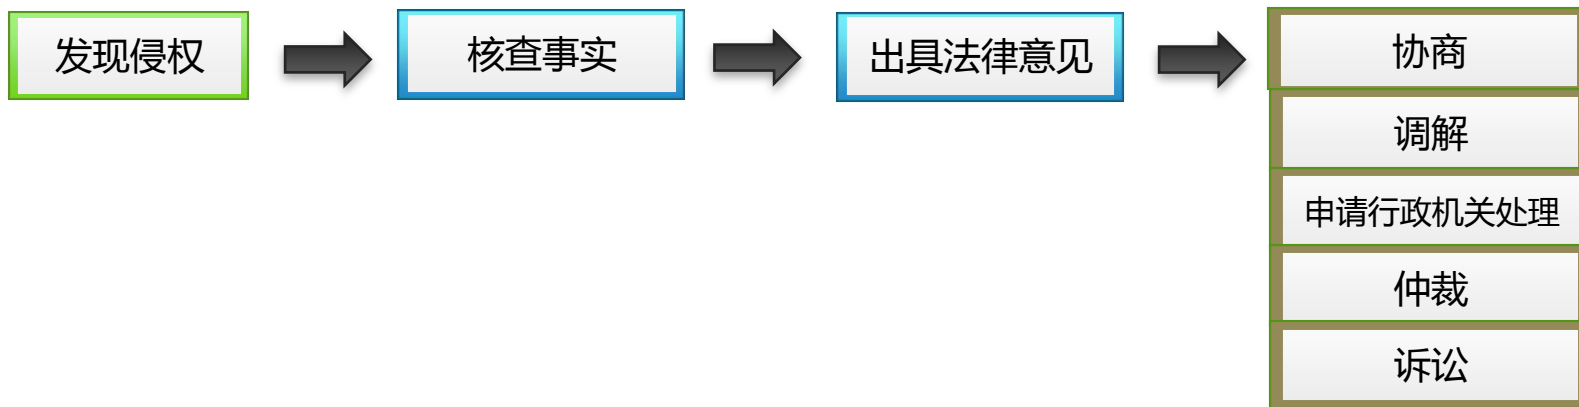 发现侵权
核查事实
出具法律意见
协商
调解
申请行政机关处理
仲裁
诉讼